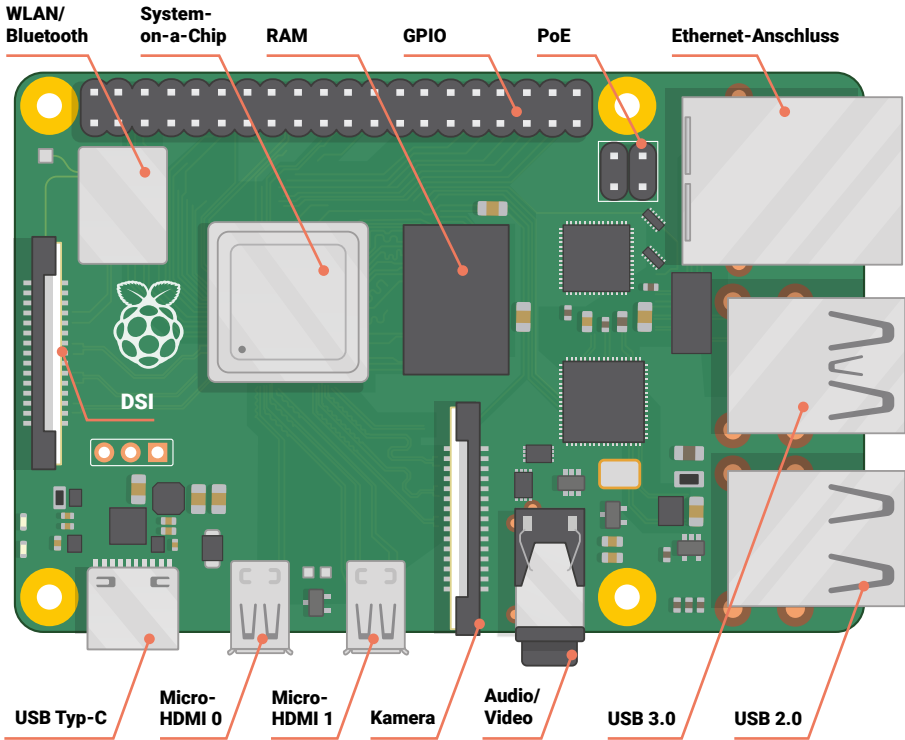 WLAN/
Bluetooth
System-
on-a-Chip
RAM
GPIO
PoE
Ethernet-Anschluss
DSI
USB Typ-C
Micro-
HDMI 0
Micro-
HDMI 1
Kamera
Audio/
Video
USB 3.0
USB 2.0